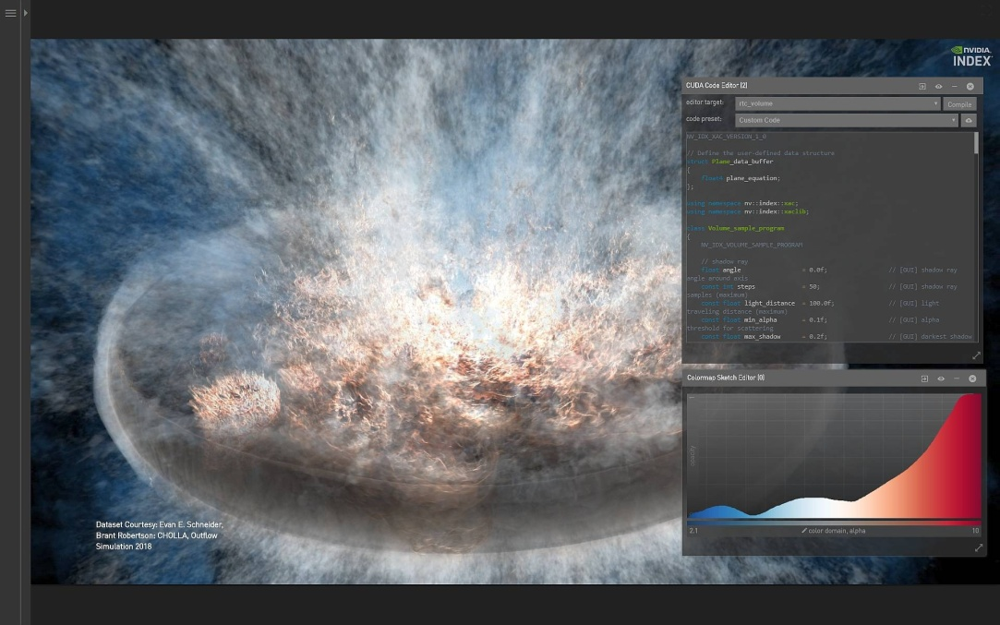 NVIDIA.
INDEX
CUDA Code Editor [2]
editor target:
rtc_volume
Compile
code preset:
Custom Code
NV_IDX_XAC_VERSION_1_0
// Define the user-defined data structure
struct Plane_data_buffer
{
float4 plane_equation;
};
using namespace nv::index::xac;
using namespace nv::index::xaclib;
class Volume_sample_program
{
NV_IDX_VOLUME_SAMPLE_PROGRAM
// shadow ray
float angle = 0.0f; // [GUI] shadow ray
angle around axis
const int steps = 50; // [GUI] shadow ray
samples (maximum)
const float light_distance = 100.0f; // [GUI] light
traveling distance (maximum)
const float min_alpha = 0.1f; // [GUI] alpha
threshold for scattering
const float max_shadow = 0.2f; // [GUI] darkest shadow
Colormap Sketch Editor [0]
opacity
2.1
color domain, alpha
10
Dataset Courtesy: Evan E. Schneider,
Brant Robertson: CHOLLA, Outflow
Simulation 2018